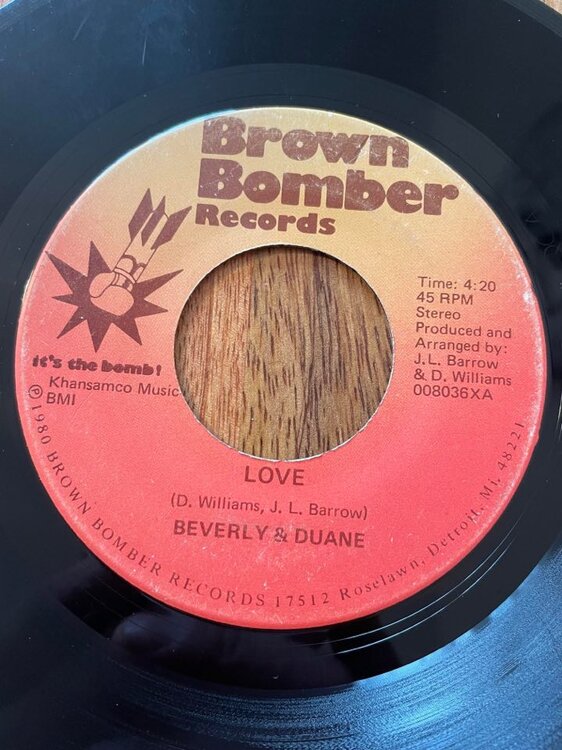 Brown
Bomber
Records
it's the bomb!
Khansamco Music
BMI
Time: 4:20
45 RPM
Stereo
Produced and
Arranged by:
J.L. Barrow
& D. Williams
008036XA
LOVE
(D. Williams, J. L. Barrow)
BEVERLY & DUANE
℗ 1980 BROWN BOMBER RECORDS 17512 Roselawn, Detroit, MI, 48221